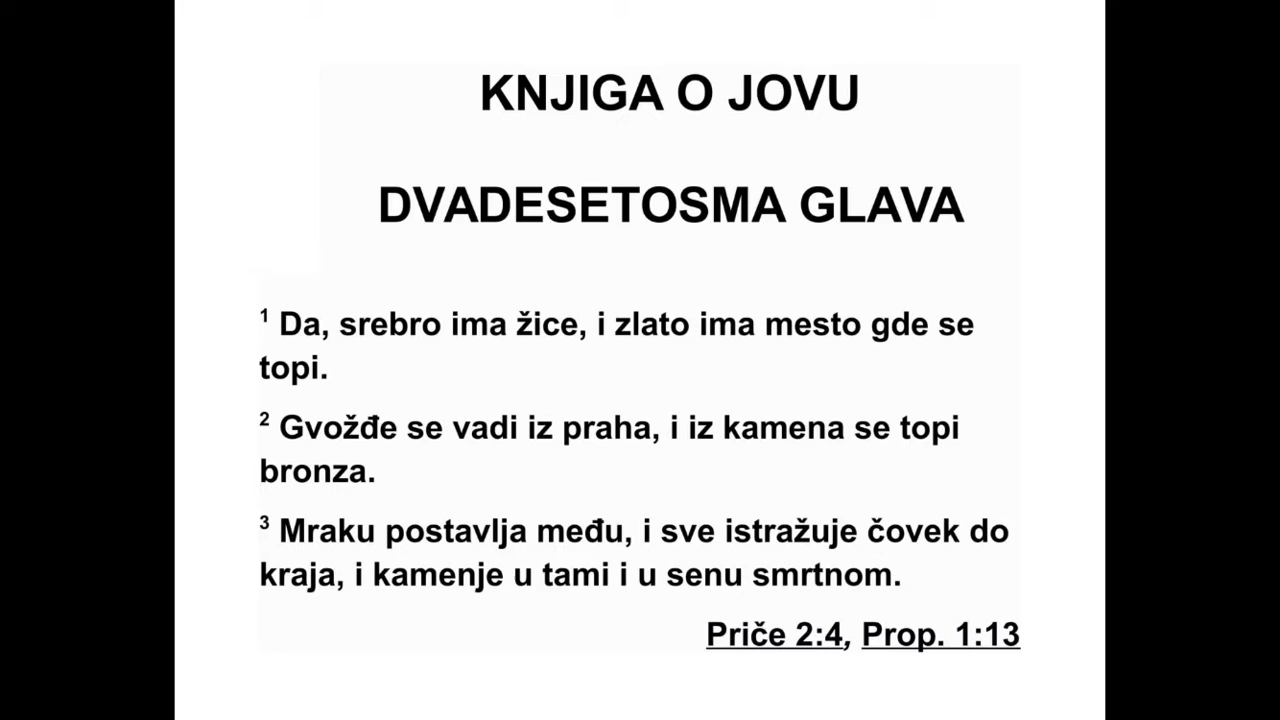 KNJIGA O JOVU
DVADESETOSMA GLAVA
1 Da, srebro ima žice, i zlato ima mesto gde se
topi.
2 Gvožđe se vadi iz praha, i iz kamena se topi
bronza.
3 Mraku postavlja među, i sve istražuje čovek do
kraja, i kamenje u tami i u senu smrtnom.
Priče 2:4, Prop. 1:13